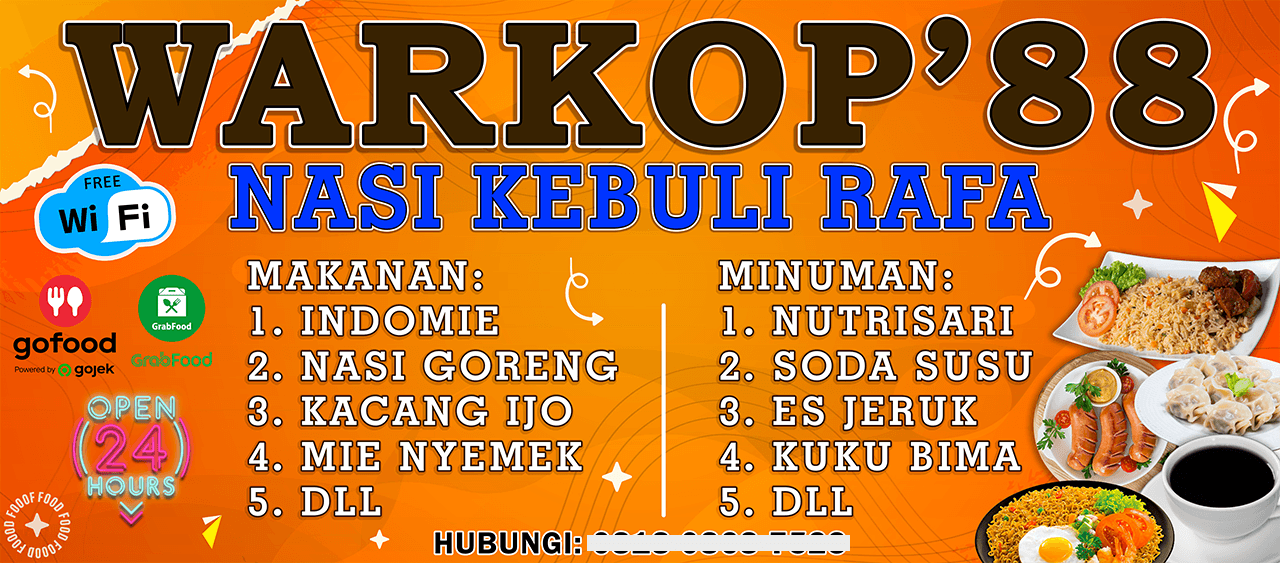 WARKOP'88
NASI KEBULI RAFA
FREE
Wi Fi
gofood
Powered by gojek
GrabFood
GrabFood
OPEN
24
HOURS
MAKANAN:
1. INDOMIE
2. NASI GORENG
3. KACANG IJO
4. MIE NYEMEK
5. DLL
MINUMAN:
1. NUTRISARI
2. SODA SUSU
3. ES JERUK
4. KUKU BIMA
5. DLL
HUBUNGI: